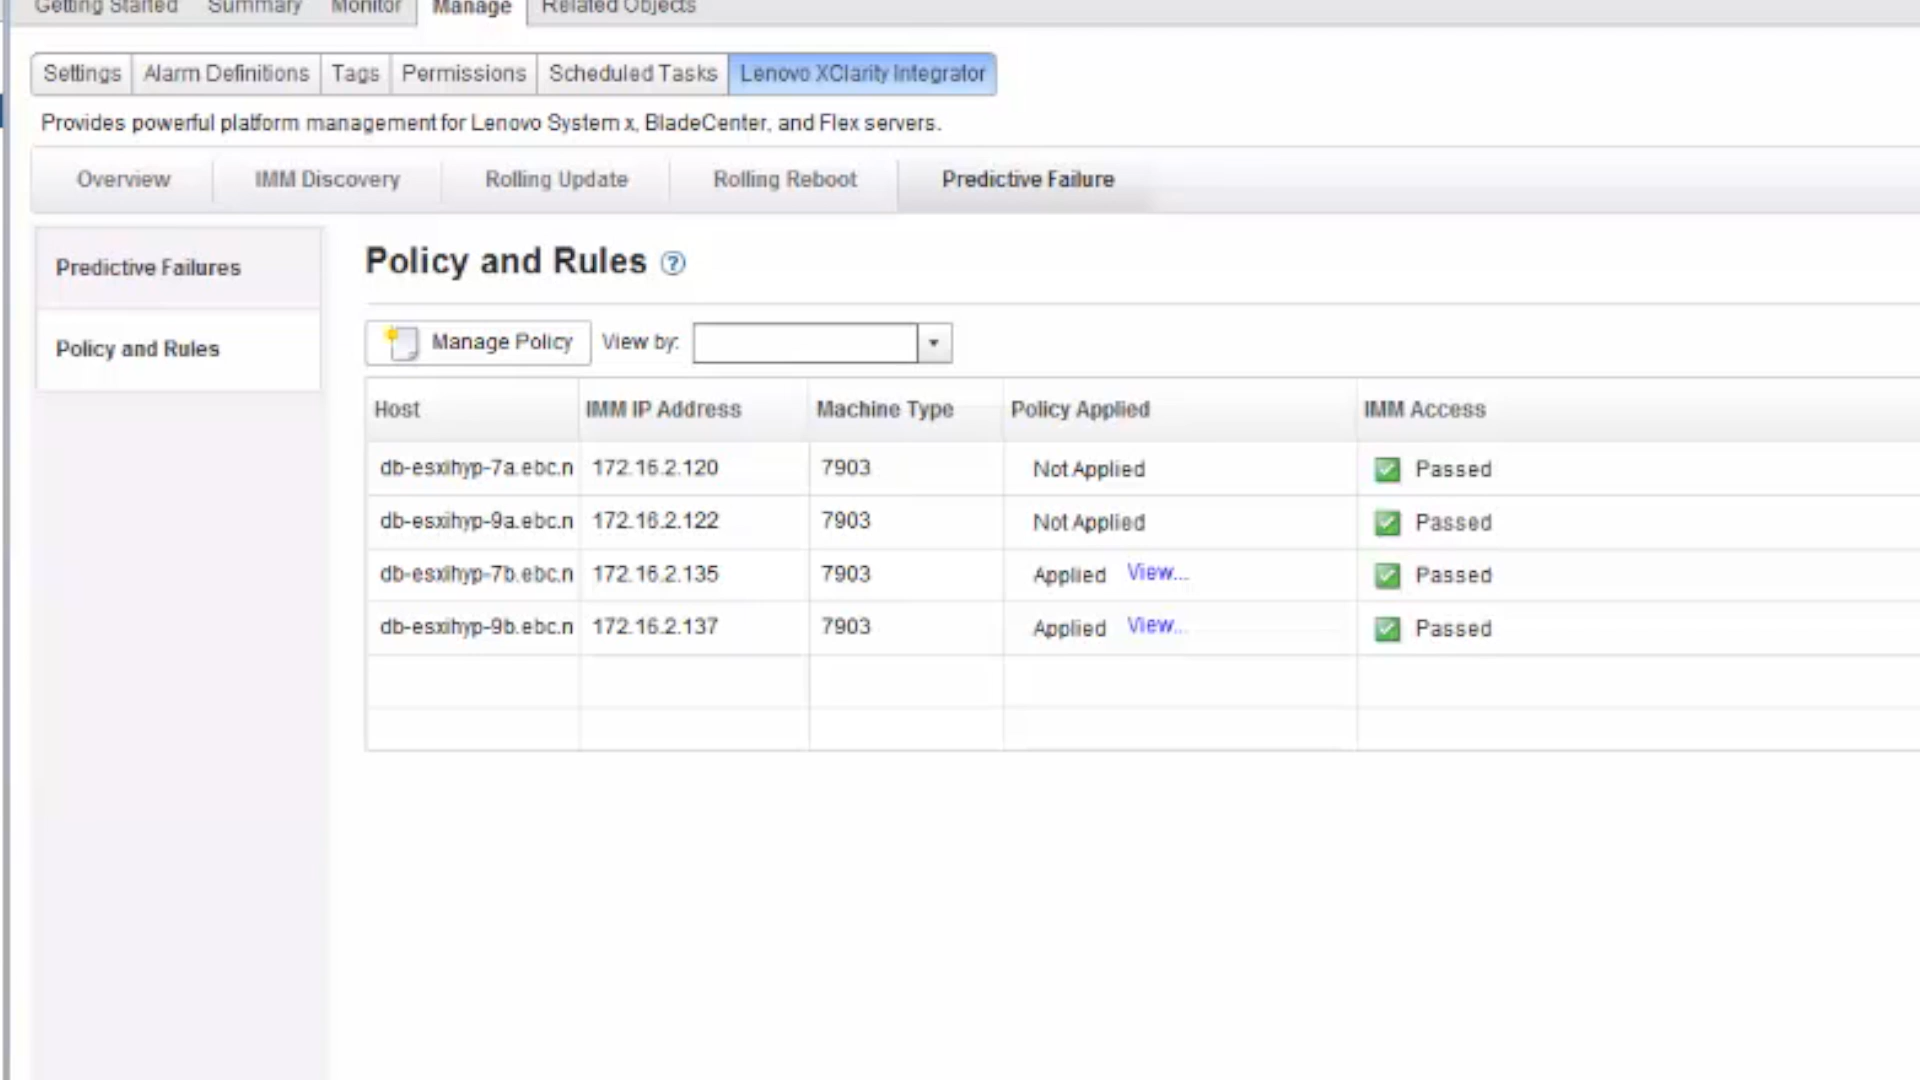 Getting Started Summary Monitor Manage Related Objects
Settings Alarm Definitions Tags Permissions Scheduled Tasks Lenovo XClarity Integrator
Provides powerful platform management for Lenovo System x, BladeCenter, and Flex servers.
Overview IMM Discovery Rolling Update Rolling Reboot Predictive Failure
Predictive Failures
Policy and Rules
Policy and Rules ?
Manage Policy View by:
Host IMM IP Address Machine Type Policy Applied IMM Access
db-esxihyp-7a.ebc.n 172.16.2.120 7903 Not Applied Passed
db-esxihyp-9a.ebc.n 172.16.2.122 7903 Not Applied Passed
db-esxihyp-7b.ebc.n 172.16.2.135 7903 Applied View... Passed
db-esxihyp-9b.ebc.n 172.16.2.137 7903 Applied View... Passed